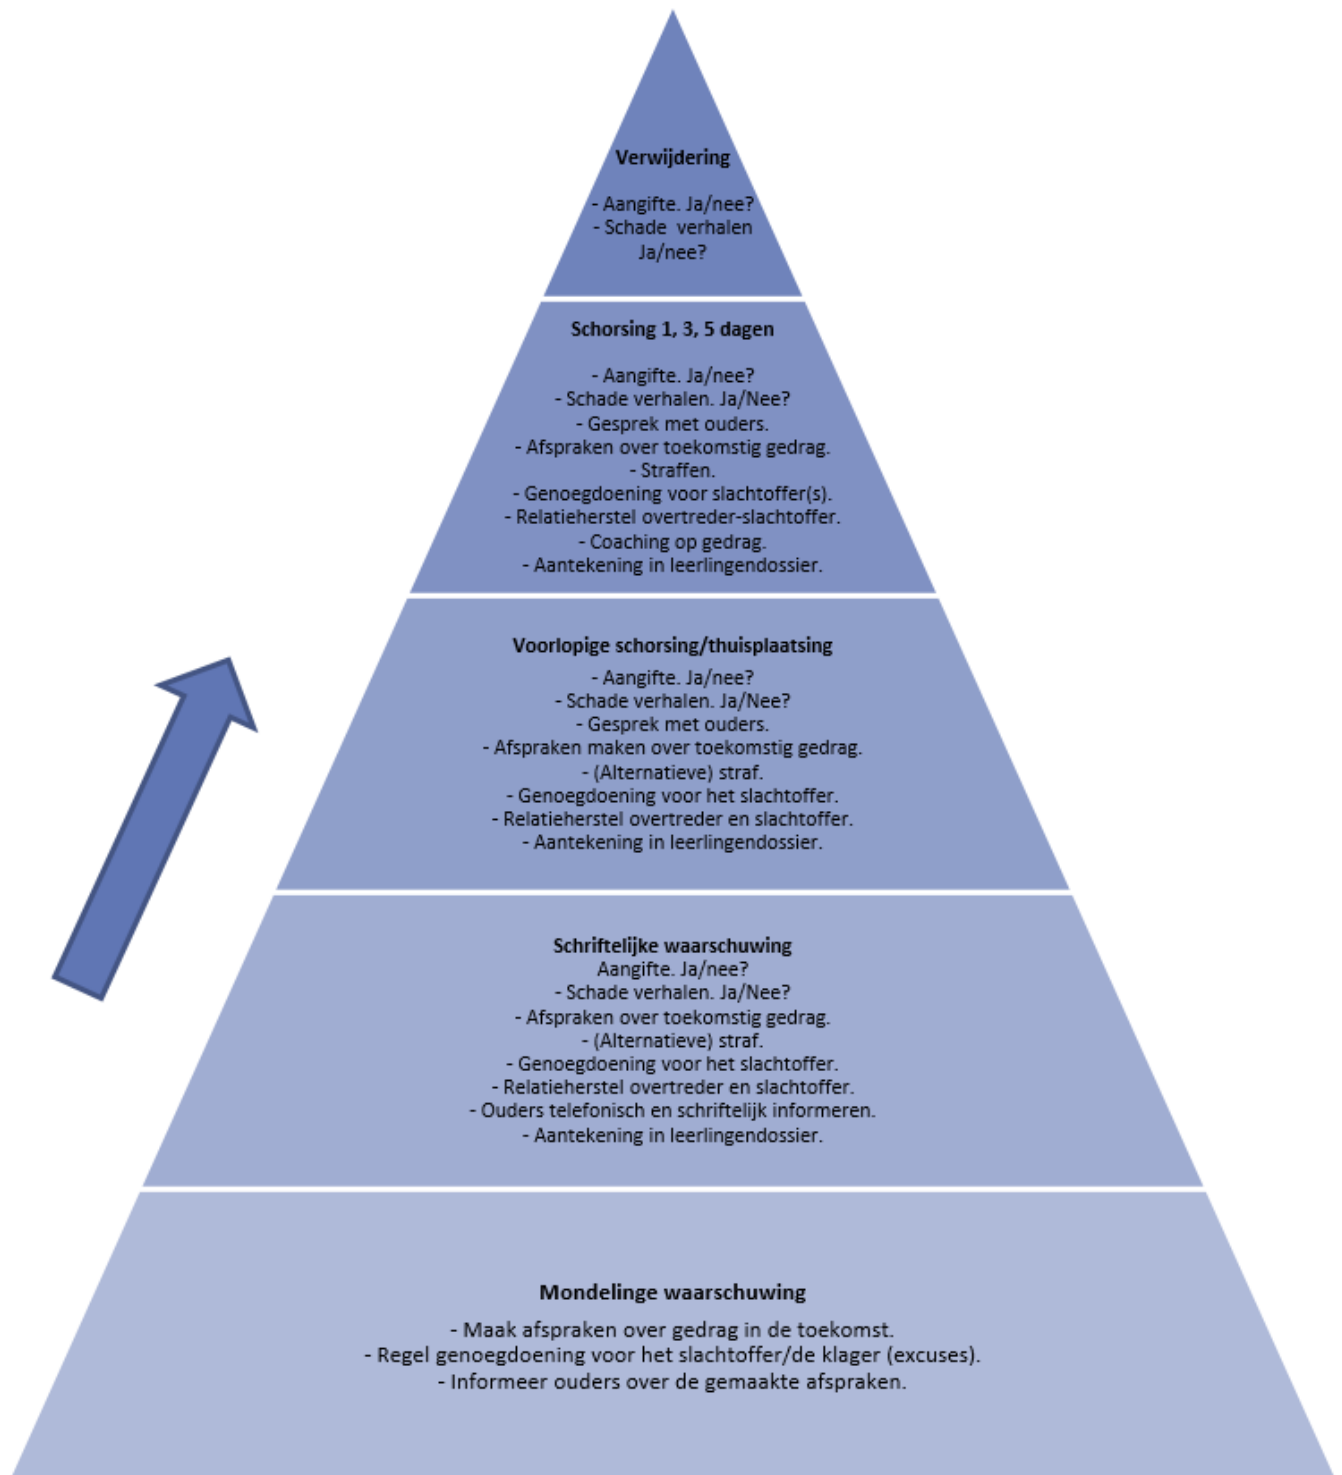 Verwijdering
- Aangifte. Ja/nee?
- Schade verhalen
Ja/nee?
Schorsing 1, 3, 5 dagen
- Aangifte. Ja/nee?
- Schade verhalen. Ja/Nee?
- Gesprek met ouders.
- Afspraken over toekomstig gedrag.
- Straffen.
- Genoegdoening voor slachtoffer(s).
- Relatieherstel overtreder-slachtoffer.
- Coaching op gedrag.
- Aantekening in leerlingendossier.
Voorlopige schorsing/thuisplaatsing
- Aangifte. Ja/nee?
- Schade verhalen. Ja/Nee?
- Gesprek met ouders.
- Afspraken maken over toekomstig gedrag.
- (Alternatieve) straf.
- Genoegdoening voor het slachtoffer.
- Relatieherstel overtreder en slachtoffer.
- Aantekening in leerlingendossier.
Schriftelijke waarschuwing
Aangifte. Ja/nee?
- Schade verhalen. Ja/Nee?
- Afspraken over toekomstig gedrag.
- (Alternatieve) straf.
- Genoegdoening voor het slachtoffer.
- Relatieherstel overtreder en slachtoffer.
- Ouders telefonisch en schriftelijk informeren.
- Aantekening in leerlingendossier.
Mondelinge waarschuwing
- Maak afspraken over gedrag in de toekomst.
- Regel genoegdoening voor het slachtoffer/de klager (excuses).
- Informeer ouders over de gemaakte afspraken.